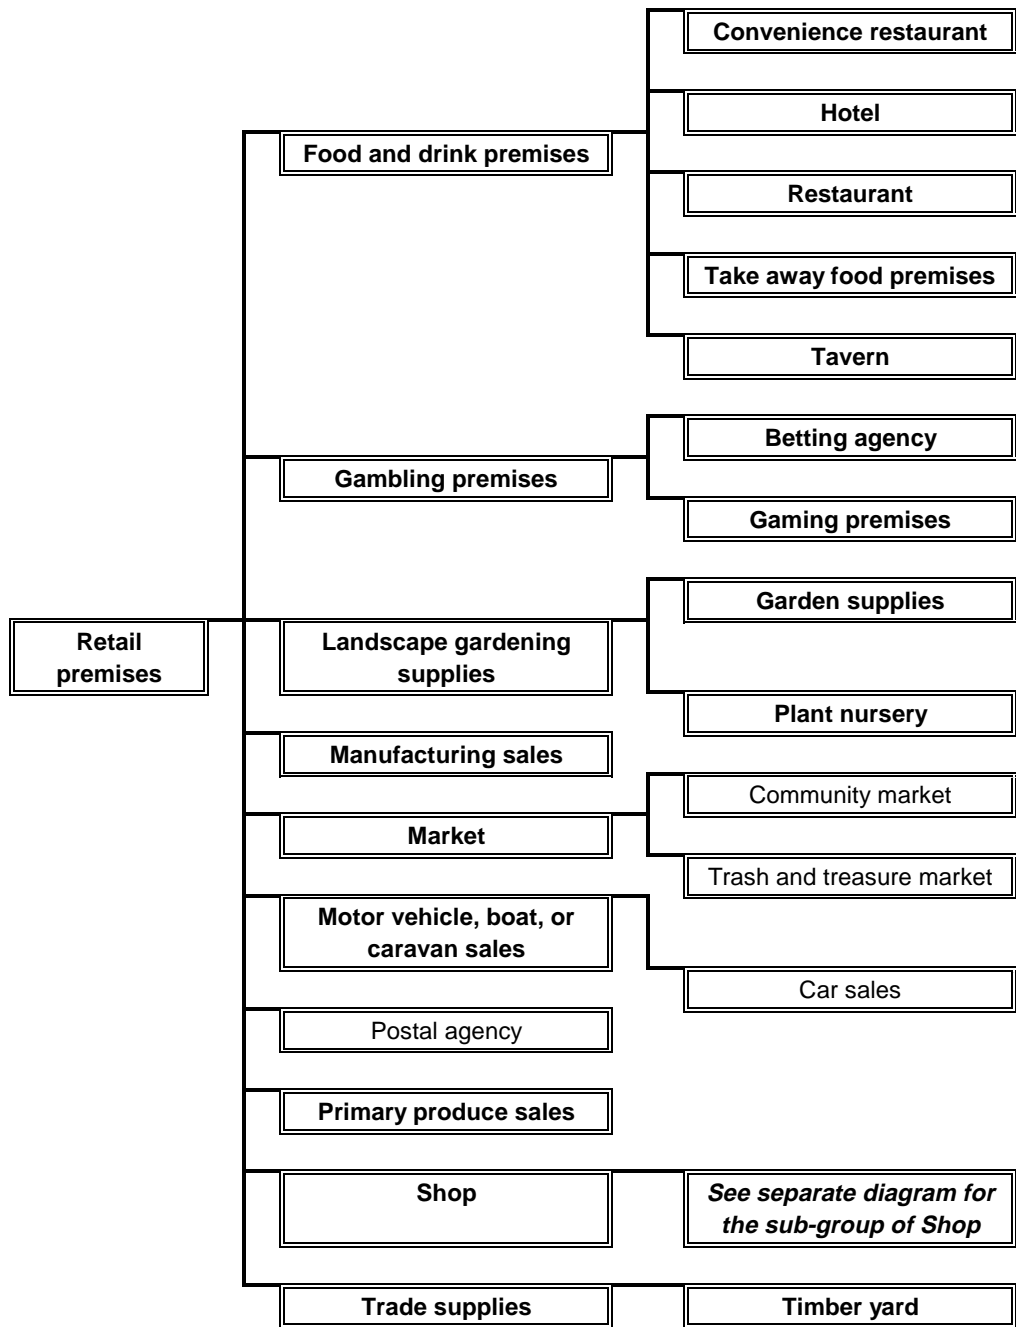 Convenience restaurant
Hotel
Food and drink premises
Restaurant
Take away food premises
Tavern
Betting agency
Gambling premises
Gaming premises
Garden supplies
Retail
premises
Landscape gardening
supplies
Plant nursery
Manufacturing sales
Community market
Market
Trash and treasure market
Motor vehicle, boat, or
caravan sales
Car sales
Postal agency
Primary produce sales
Shop
See separate diagram for
the sub-group of Shop
Trade supplies
Timber yard